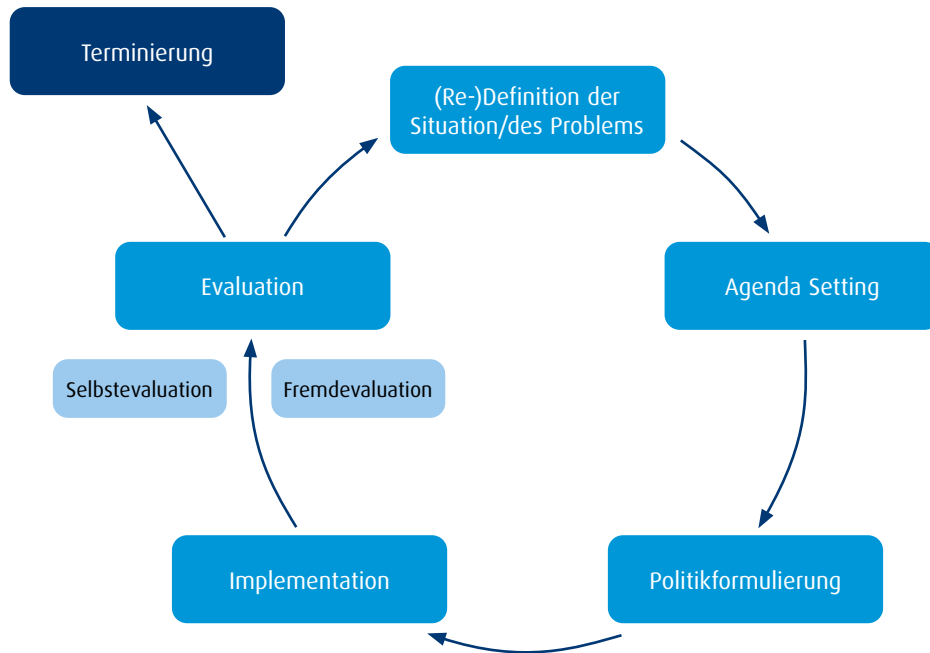 Terminierung
(Re-)Definition der
Situation/des Problems
Evaluation
Agenda Setting
Selbstevaluation
Fremdevaluation
Implementation
Politikformulierung